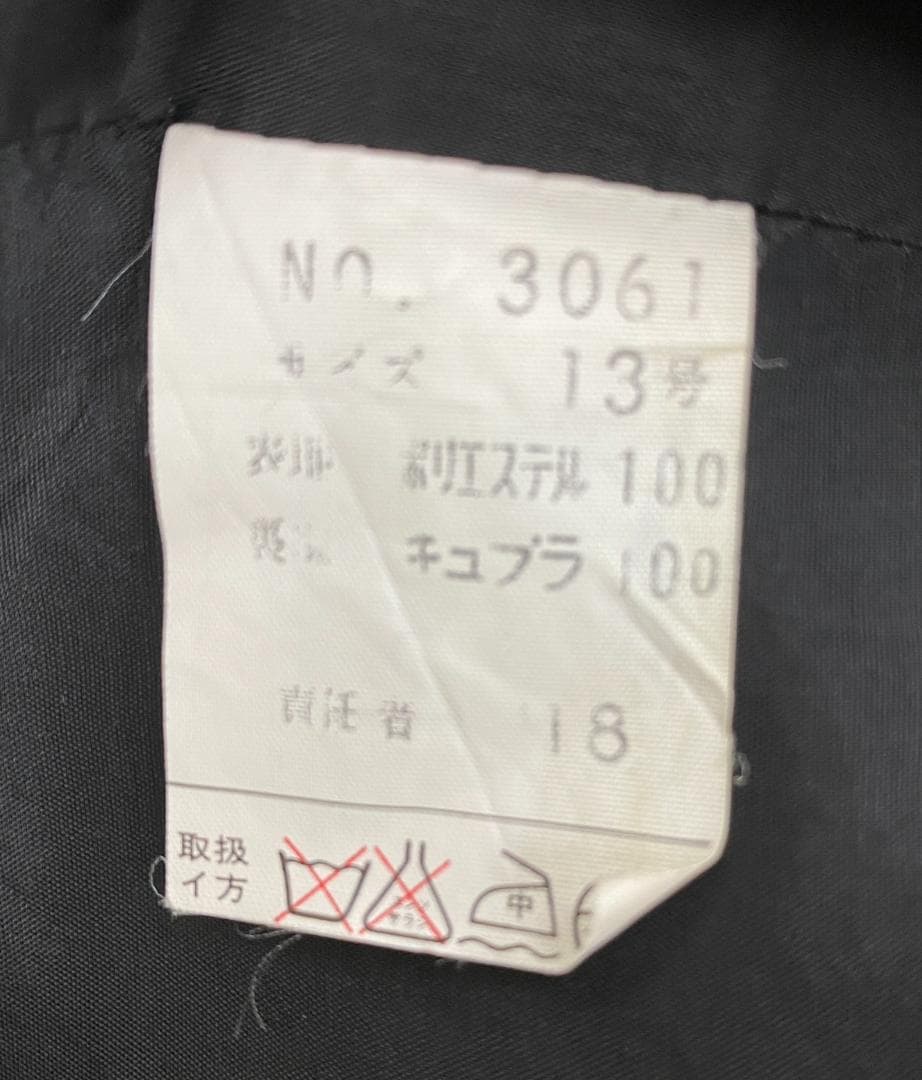 No. 3061
サイズ 13号
表地 ポリエステル 100
裏地 キュプラ 100
責任者 18
取扱
イ方
中